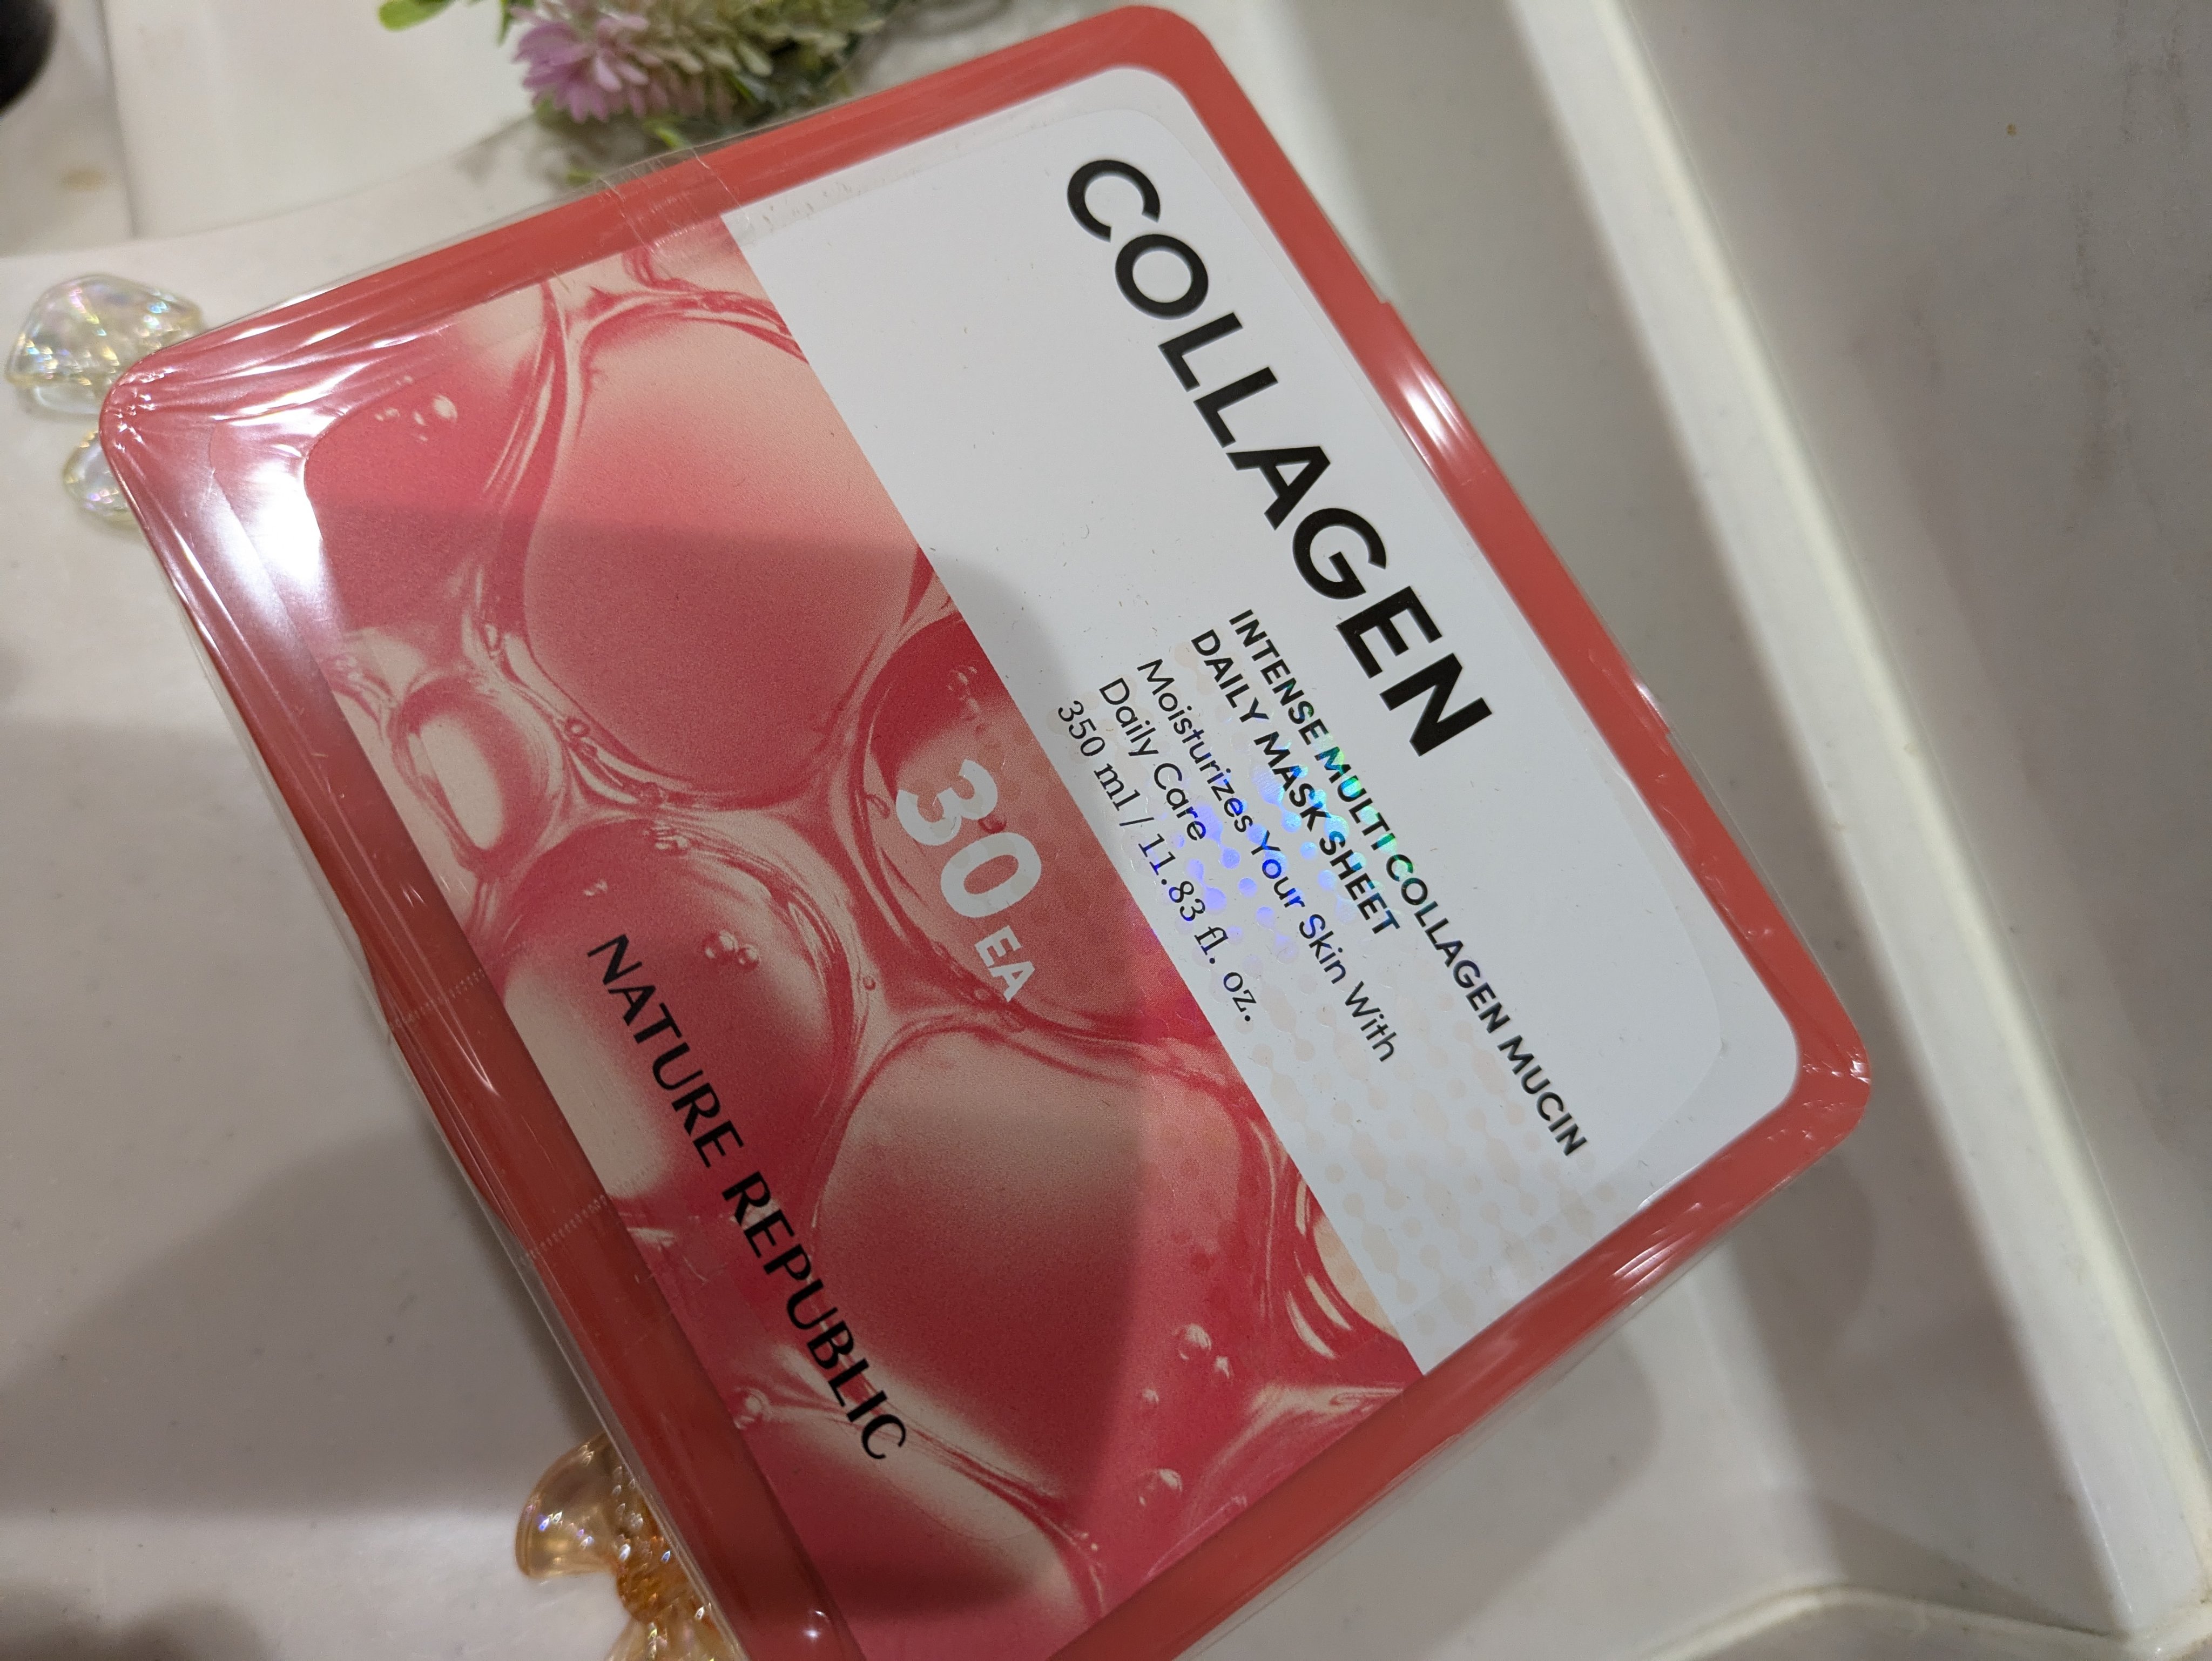 COLLAGEN
INTENSE MULTI COLLAGEN MUCIN
DAILY MASK SHEET
Moisturizes Your Skin With
Daily Care
350 ml / 11.83 fl. oz.
30 EA
NATURE REPUBLIC